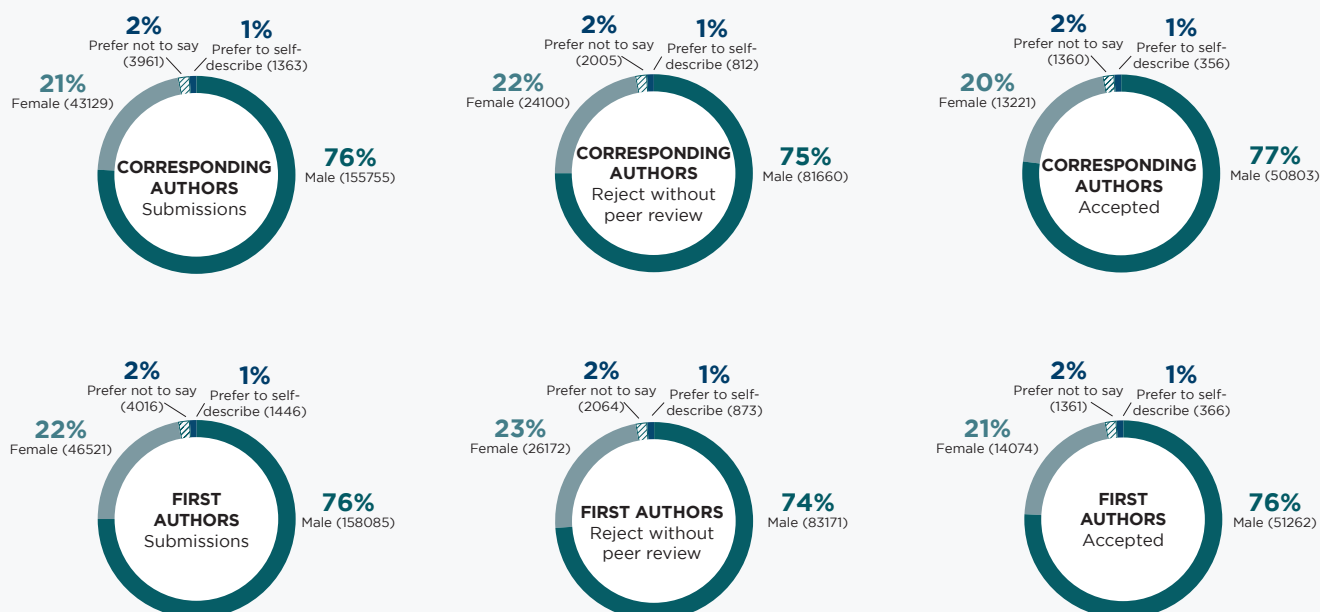 2%
Prefer not to say
(3961)
1%
Prefer to self-
describe (1363)
21%
Female (43129)
76%
Male (155755)
CORRESPONDING
AUTHORS
Submissions
2%
Prefer not to say
(2005)
1%
Prefer to self-
describe (812)
22%
Female (24100)
75%
Male (81660)
CORRESPONDING
AUTHORS
Reject without
peer review
2%
Prefer not to say
(1360)
1%
Prefer to self-
describe (356)
20%
Female (13221)
77%
Male (50803)
CORRESPONDING
AUTHORS
Accepted
2%
Prefer not to say
(4016)
1%
Prefer to self-
describe (1446)
22%
Female (46521)
76%
Male (158085)
FIRST
AUTHORS
Submissions
2%
Prefer not to say
(2064)
1%
Prefer to self-
describe (873)
23%
Female (26172)
74%
Male (83171)
FIRST AUTHORS
Reject without
peer review
2%
Prefer not to say
(1361)
1%
Prefer to self-
describe (366)
21%
Female (14074)
76%
Male (51262)
FIRST
AUTHORS
Accepted